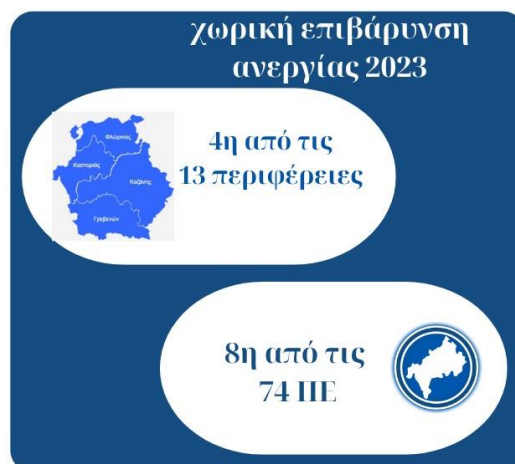 χωρική επιβάρυνση
ανεργίας 2023
4η από τις
13 περιφέρειες
Φλώρινας
Καστοριάς
Κοζάνης
Γρεβενών
8η από τις
74 ΠΕ